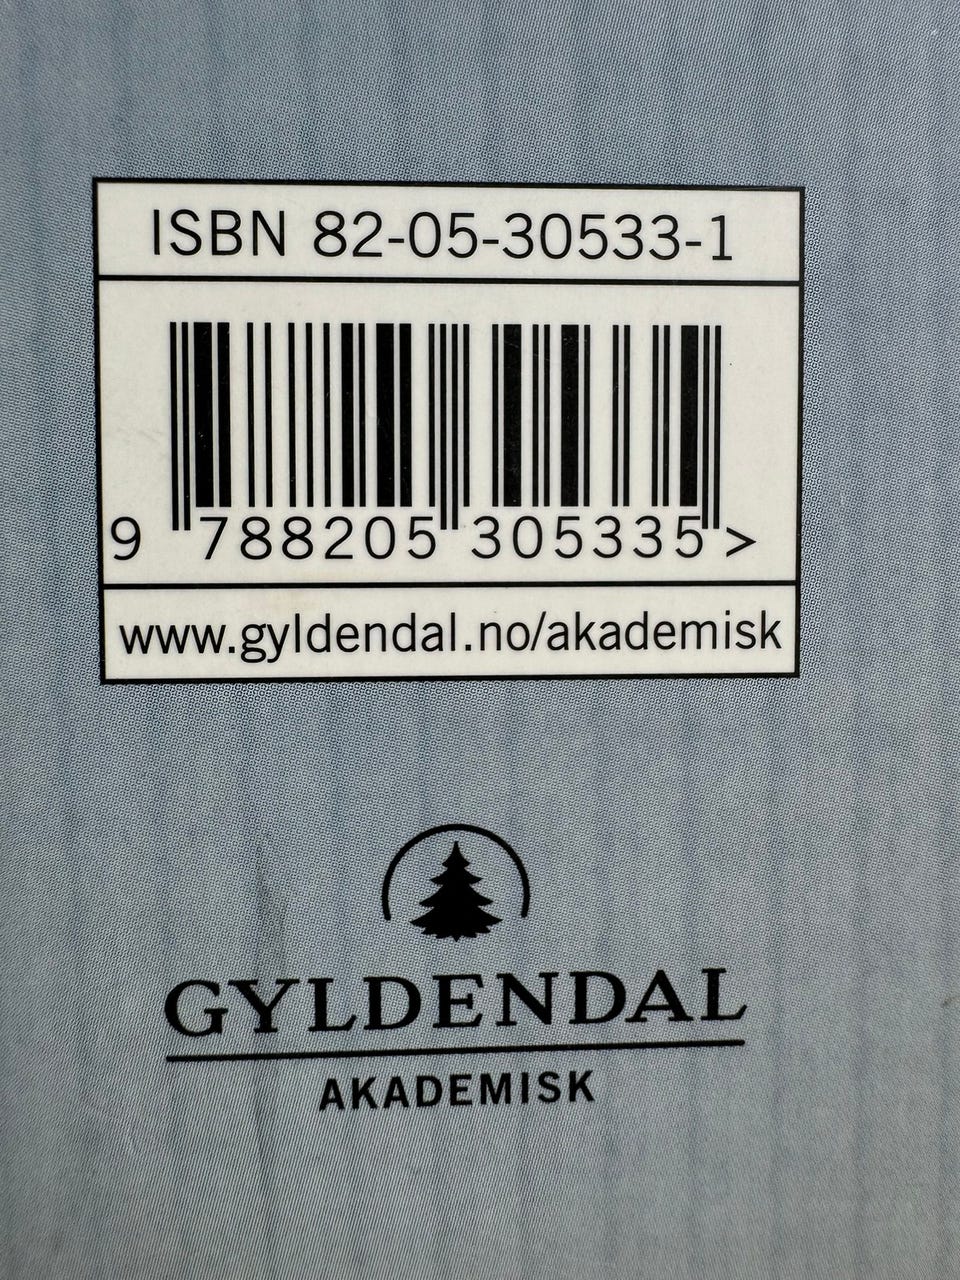 ISBN 82-05-30533-1
9 788205 305335 >
www.gyldendal.no/akademisk
GYLDENDAL
AKADEMISK